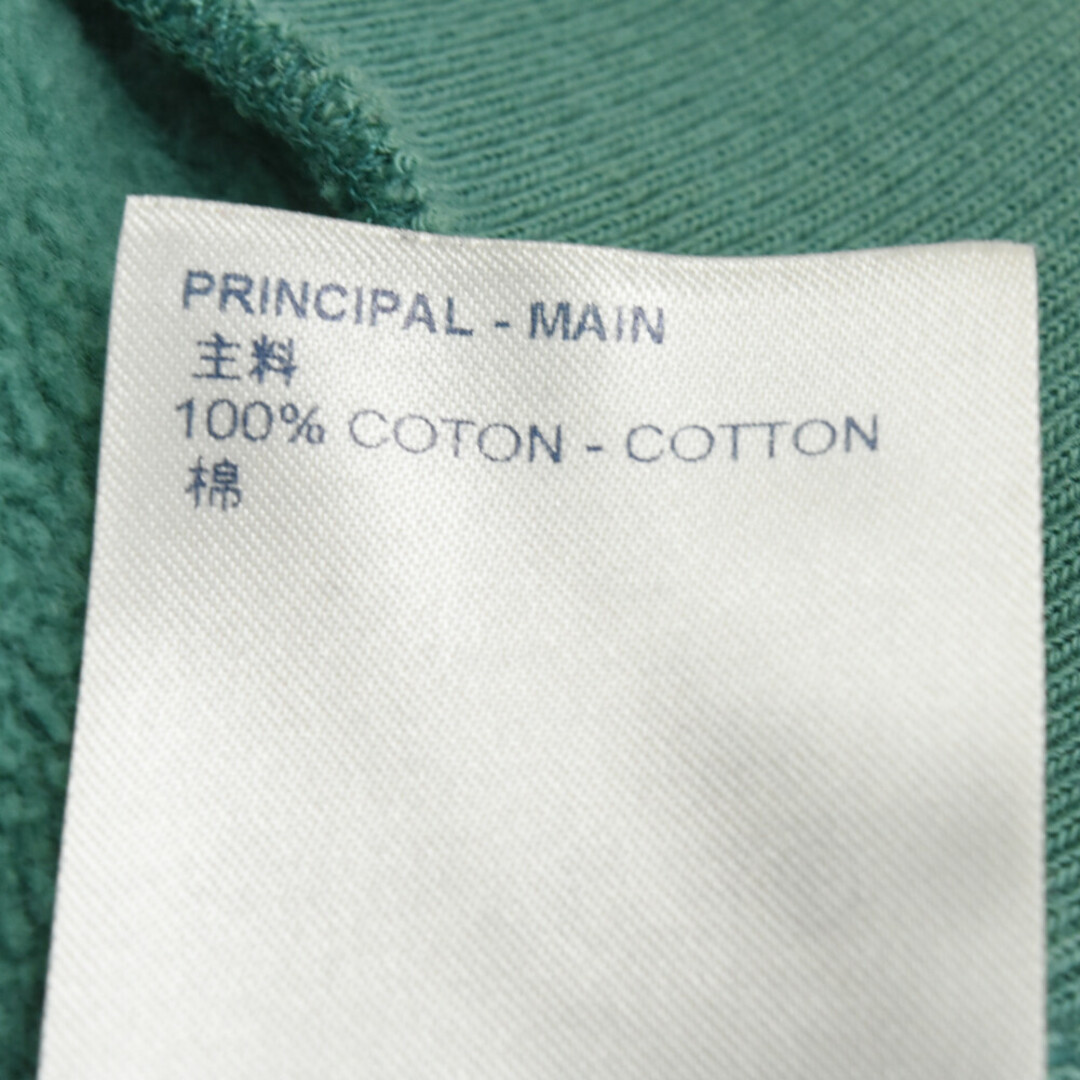 PRINCIPAL - MAIN
主料
100% COTON - COTTON
棉